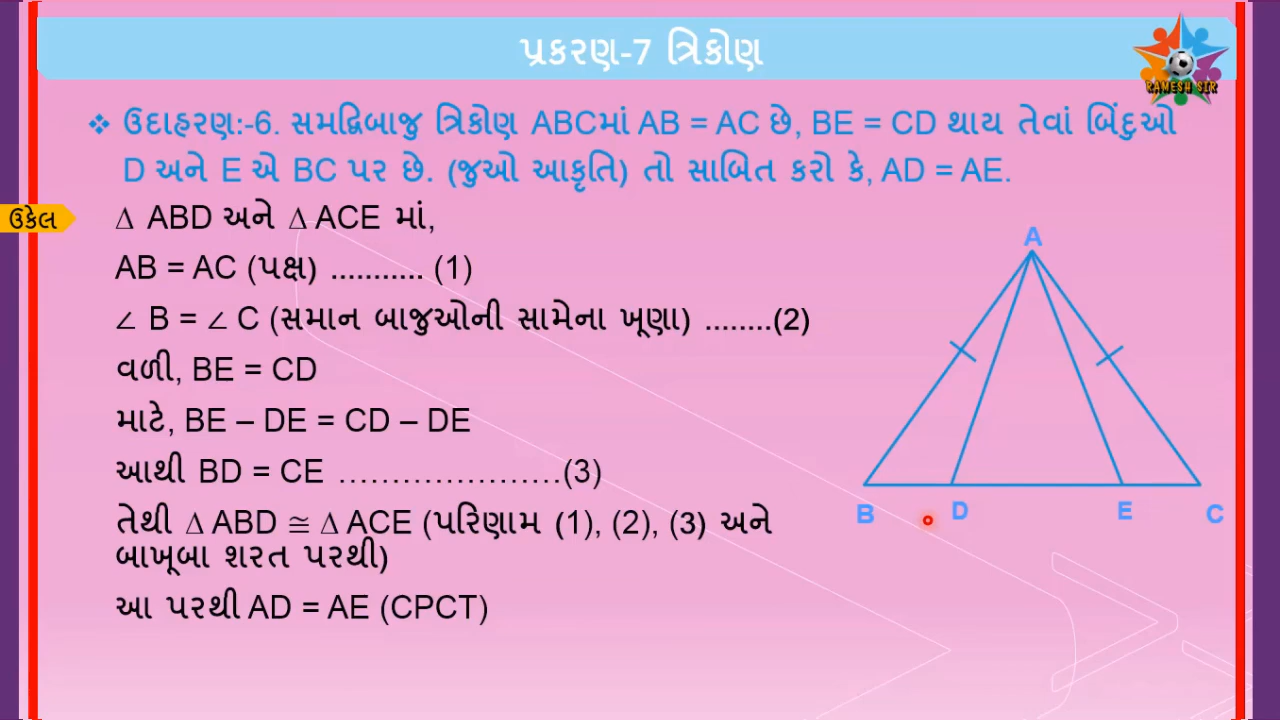 પ્રકરણ-7 ત્રિકોણ
RAMESH SIR
❖ ઉદાહરણ:-6. સમદ્વિબાજુ ત્રિકોણ ABCમાં AB = AC છે, BE = CD થાય તેવાં બિંદુઓ
D અને E એ BC પર છે. (જુઓ આકૃતિ) તો સાબિત કરો કે, AD = AE.
ઉકેલ
∆ ABD અને ∆ ACE માં,
AB = AC (પક્ષ) ........... (1)
∠ B = ∠ C (સમાન બાજુઓની સામેના ખૂણા) ........(2)
વળી, BE = CD
માટે, BE – DE = CD – DE
આથી BD = CE .....................(3)
તેથી ∆ ABD ≅ ∆ ACE (પરિણામ (1), (2), (3) અને
બાખૂબા શરત પરથી)
આ પરથી AD = AE (CPCT)
A
B D E C